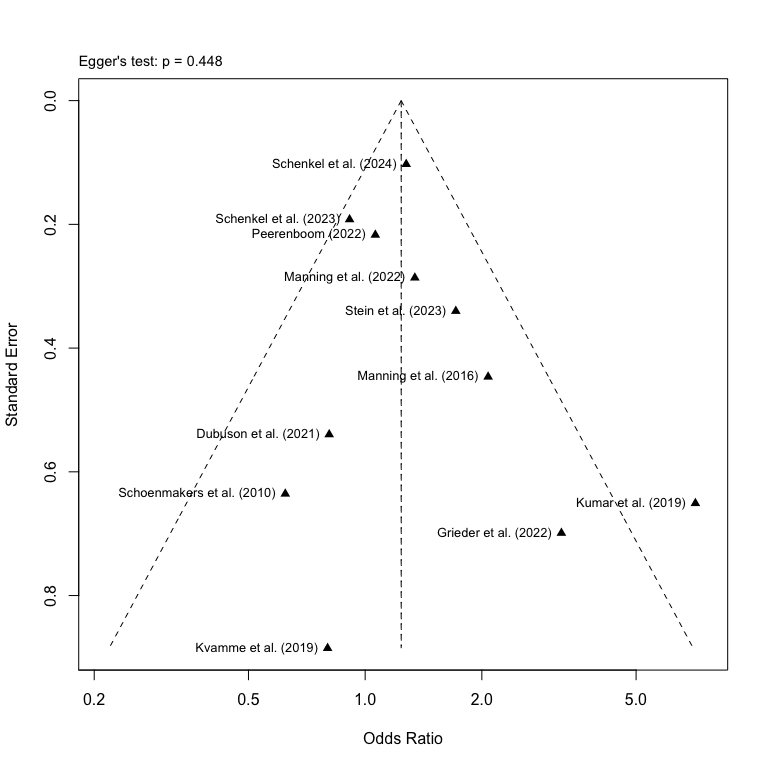 Egger's test: p = 0.448
0.0
Schenkel et al. (2024)
Schenkel et al. (2023)
0.2
Peerenboom (2022)
Manning et al. (2022)
Stein et al. (2023)
0.4
Manning et al. (2016)
Standard Error
Dubuson et al. (2021)
0.6
Schoenmakers et al. (2010)
Kumar et al. (2019)
Grieder et al. (2022)
0.8
Kvamme et al. (2019)
0.2 0.5 1.0 2.0 5.0
Odds Ratio